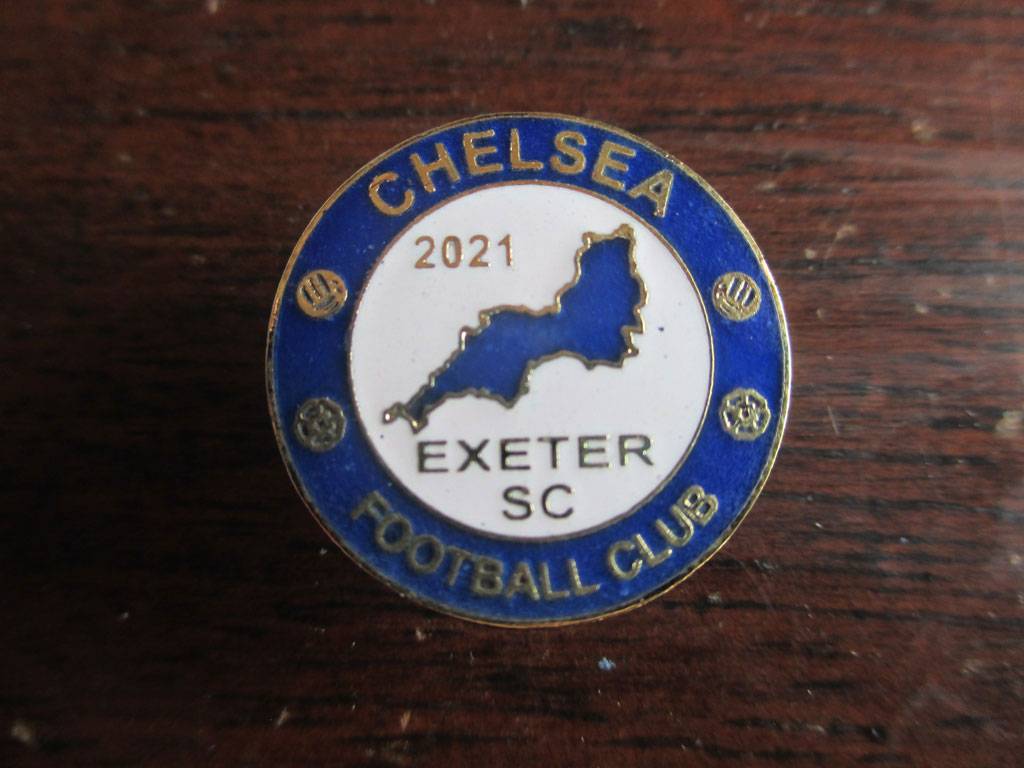 CHELSEA
2021
EXETER
SC
FOOTBALL CLUB